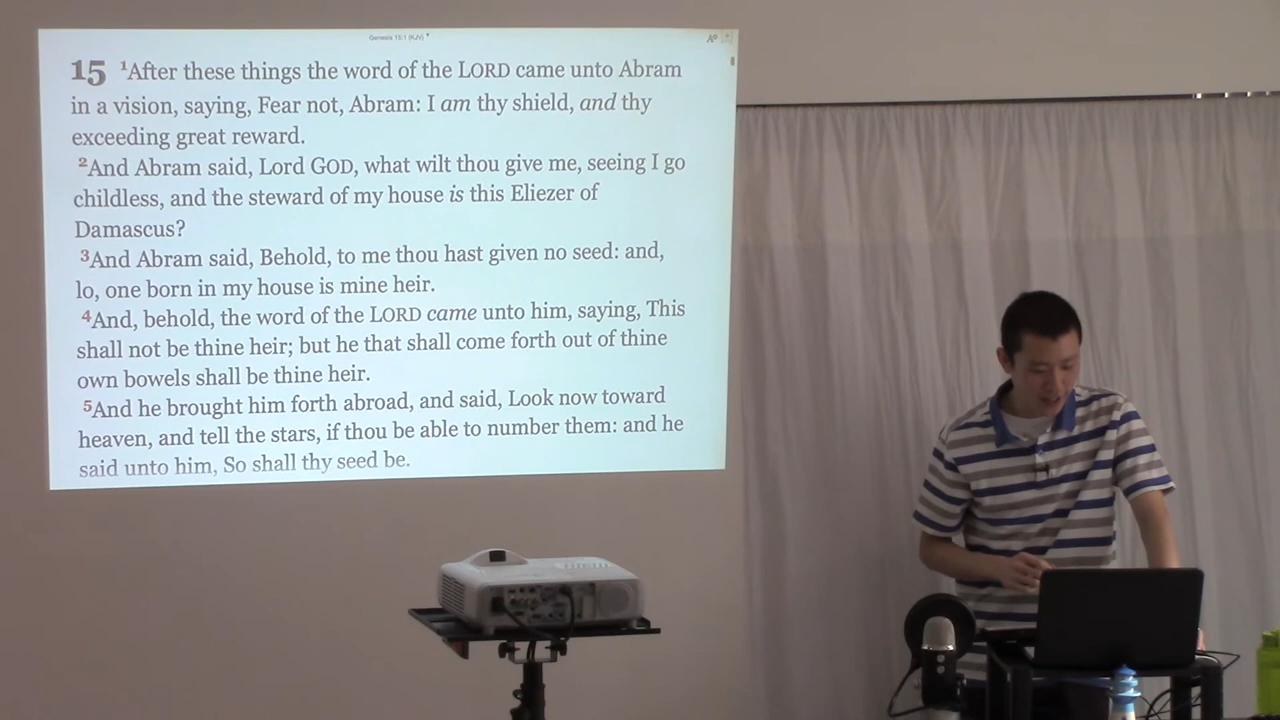 Genesis 15:1 (KJV)
15 1After these things the word of the LORD came unto Abram
in a vision, saying, Fear not, Abram: I am thy shield, and thy
exceeding great reward.
2And Abram said, Lord GOD, what wilt thou give me, seeing I go
childless, and the steward of my house is this Eliezer of
Damascus?
3And Abram said, Behold, to me thou hast given no seed: and,
lo, one born in my house is mine heir.
4And, behold, the word of the LORD came unto him, saying, This
shall not be thine heir; but he that shall come forth out of thine
own bowels shall be thine heir.
5And he brought him forth abroad, and said, Look now toward
heaven, and tell the stars, if thou be able to number them: and he
said unto him, So shall thy seed be.